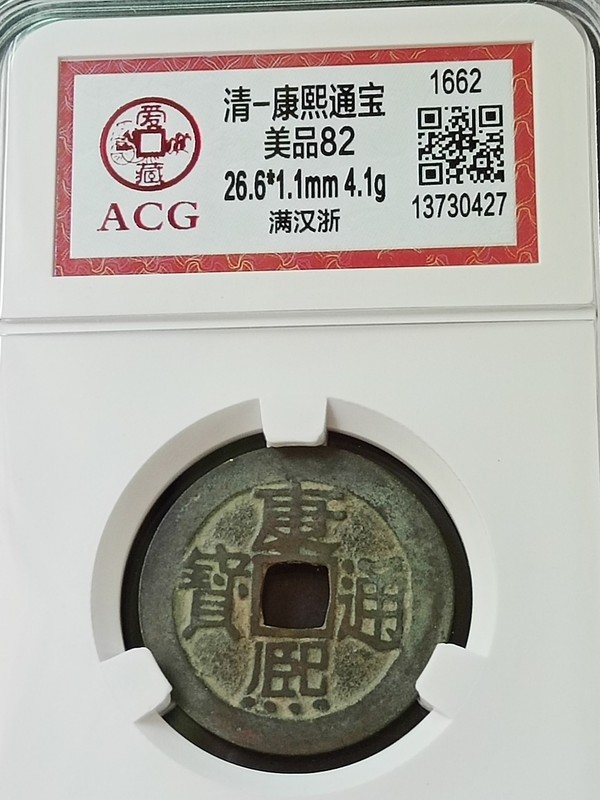 爱藏
ACG
清-康熙通宝
美品82
26.6*1.1mm 4.1g
满汉浙
1662
13730427
康熙通寶